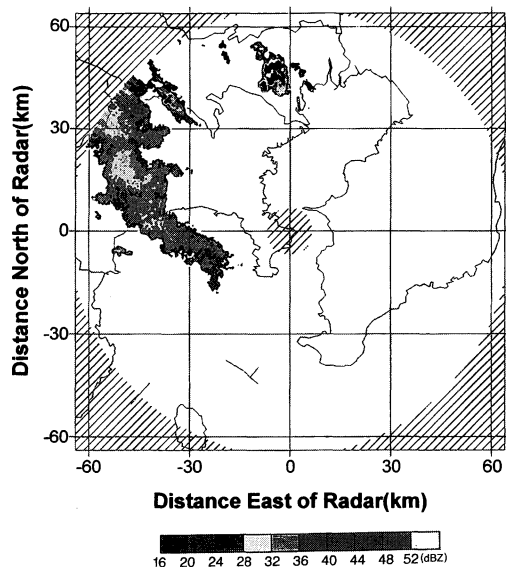 60
30
0
-30
-60
Distance North of Radar(km)
-60 -30 0 30 60
Distance East of Radar(km)
16 20 24 28 32 36 40 44 48 52 (dBZ)